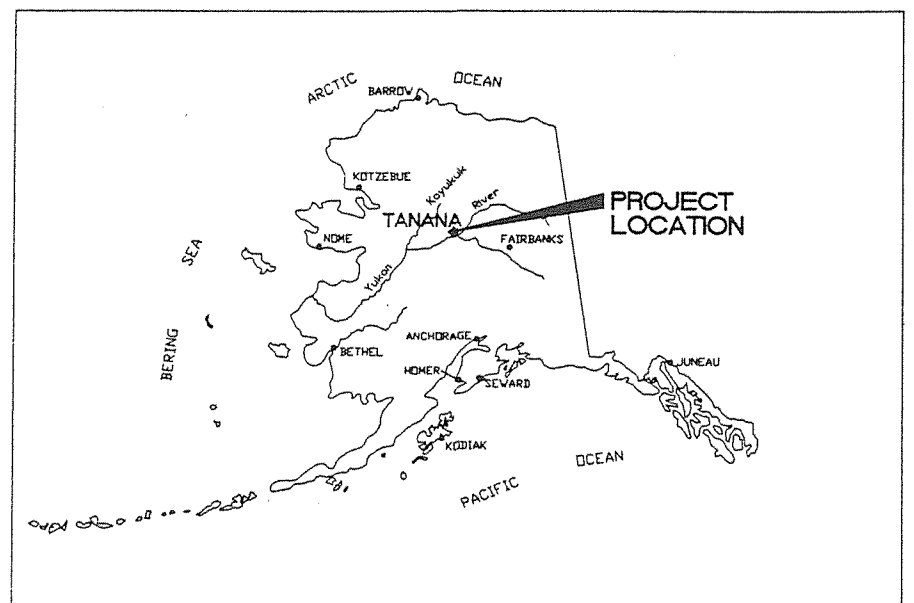 ARCTIC OCEAN
BARROW
KOTZEBUE
Koyukuk
River
TANANA
PROJECT
LOCATION
NOME
FAIRBANKS
BERING SEA
Yukon
ANCHORAGE
BETHEL
HOMER
SEWARD
JUNEAU
KODIAK
PACIFIC OCEAN